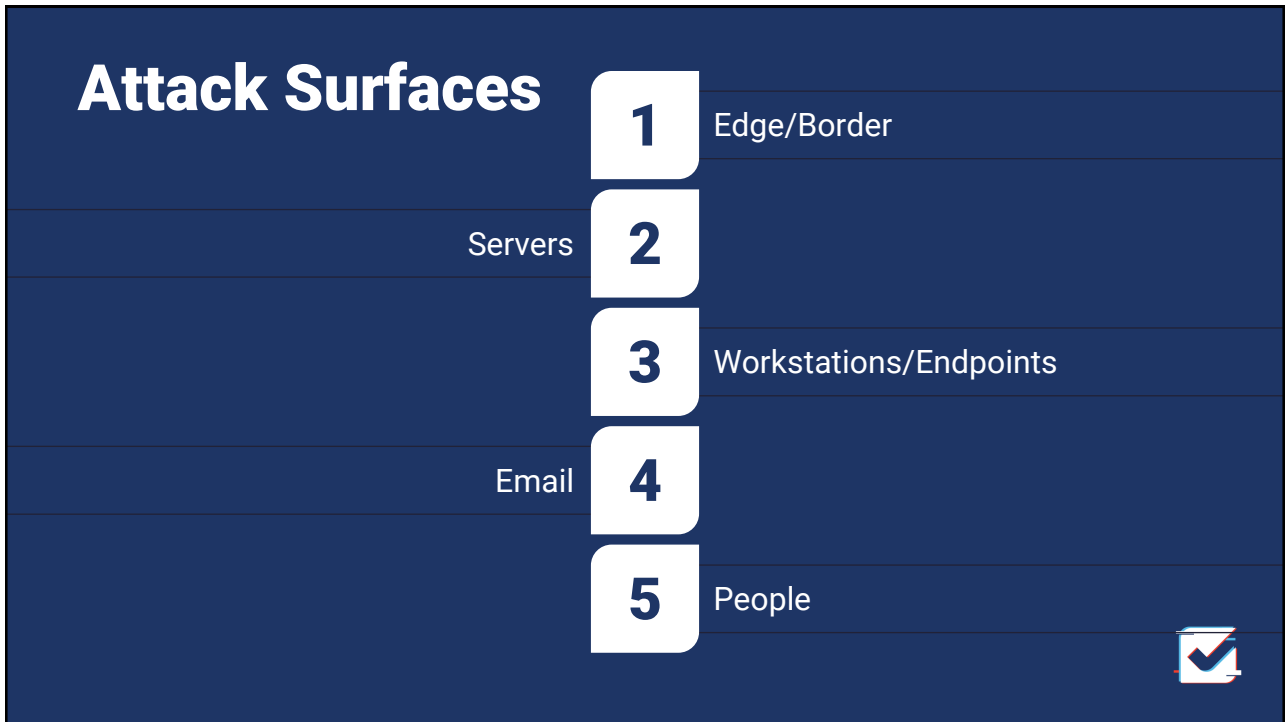 Attack Surfaces
1 Edge/Border
Servers 2
3 Workstations/Endpoints
Email 4
5 People